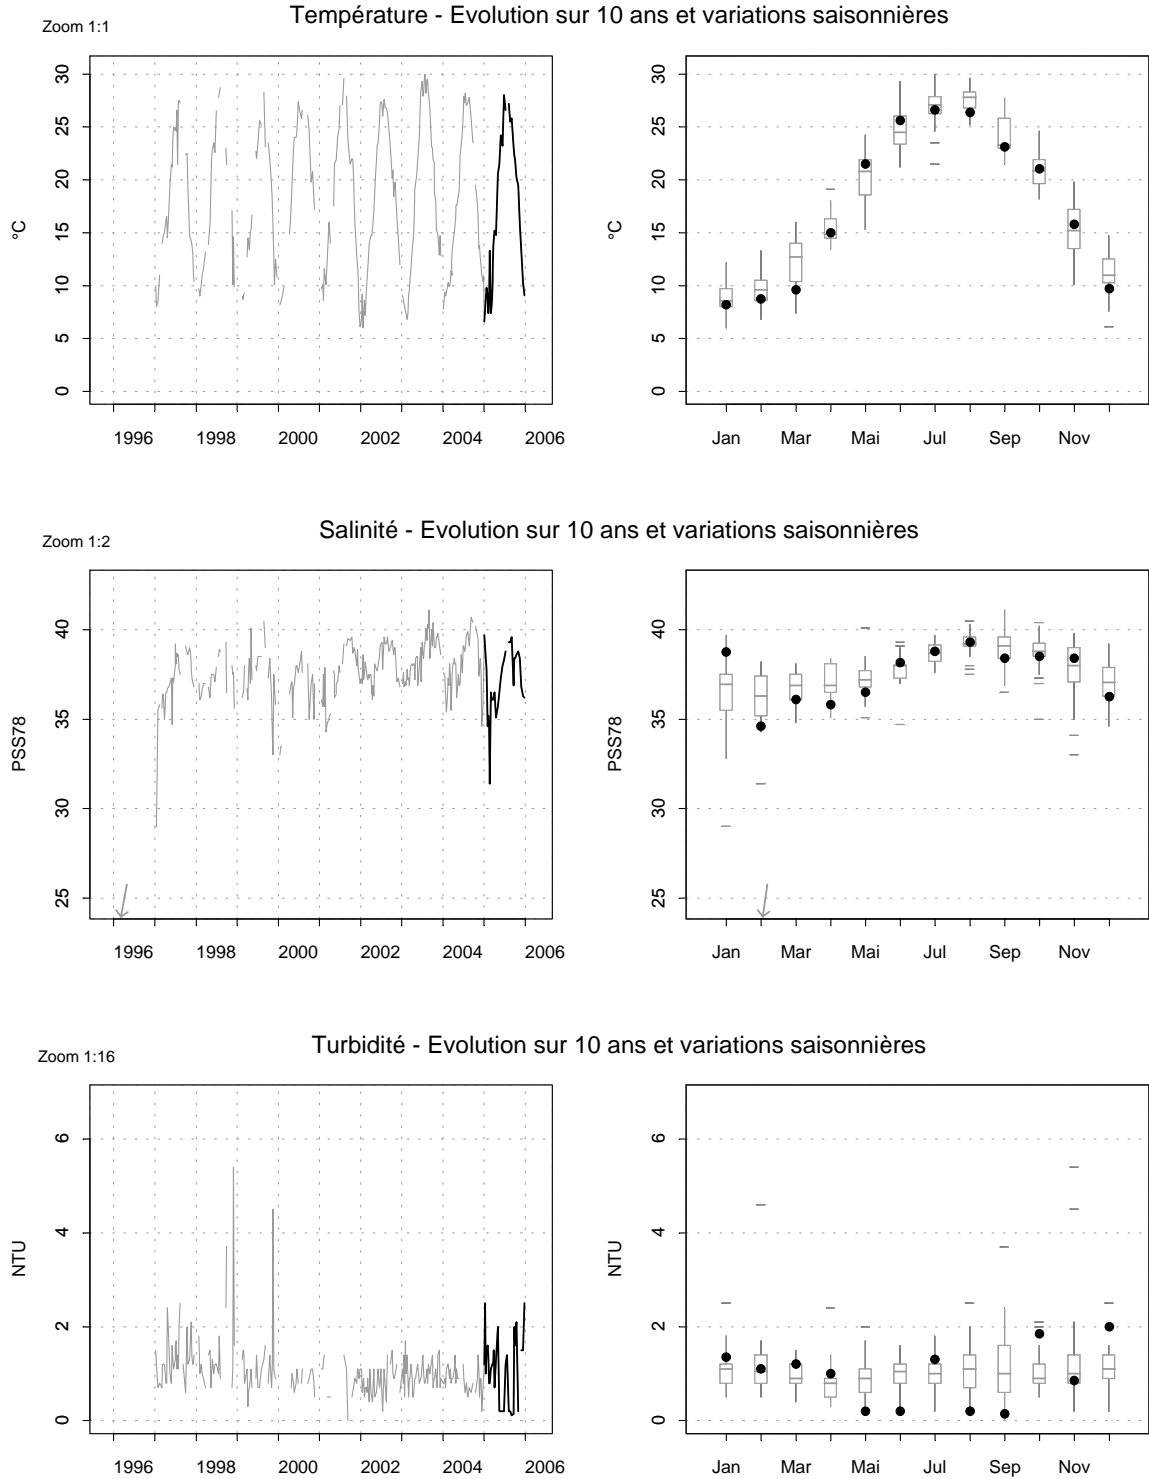 Température - Evolution sur 10 ans et variations saisonnières
Zoom 1:1
°C
0 5 10 15 20 25 30
1996 1998 2000 2002 2004 2006
°C
0 5 10 15 20 25 30
Jan Mar Mai Jul Sep Nov
Salinité - Evolution sur 10 ans et variations saisonnières
Zoom 1:2
PSS78
25 30 35 40
1996 1998 2000 2002 2004 2006
PSS78
25 30 35 40
Jan Mar Mai Jul Sep Nov
Turbidité - Evolution sur 10 ans et variations saisonnières
Zoom 1:16
NTU
0 2 4 6
1996 1998 2000 2002 2004 2006
NTU
0 2 4 6
Jan Mar Mai Jul Sep Nov